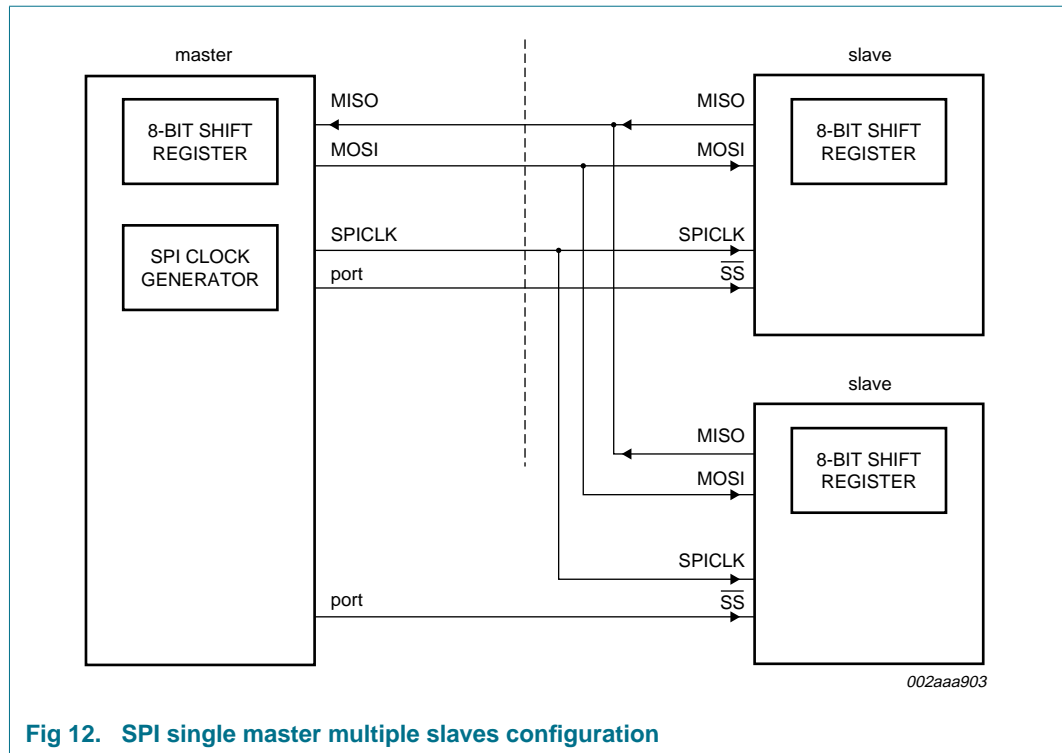 master
slave
8-BIT SHIFT
REGISTER
MISO
MISO
8-BIT SHIFT
REGISTER
MOSI
MOSI
SPI CLOCK
GENERATOR
SPICLK
SPICLK
port
SS
slave
MISO
8-BIT SHIFT
REGISTER
MOSI
SPICLK
port
SS
002aaa903
Fig 12. SPI single master multiple slaves configuration